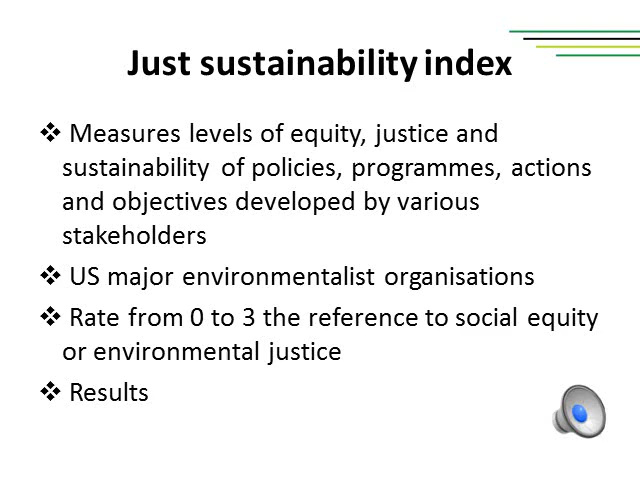 Just sustainability index
❖ Measures levels of equity, justice and
sustainability of policies, programmes, actions
and objectives developed by various
stakeholders
❖ US major environmentalist organisations
❖ Rate from 0 to 3 the reference to social equity
or environmental justice
❖ Results